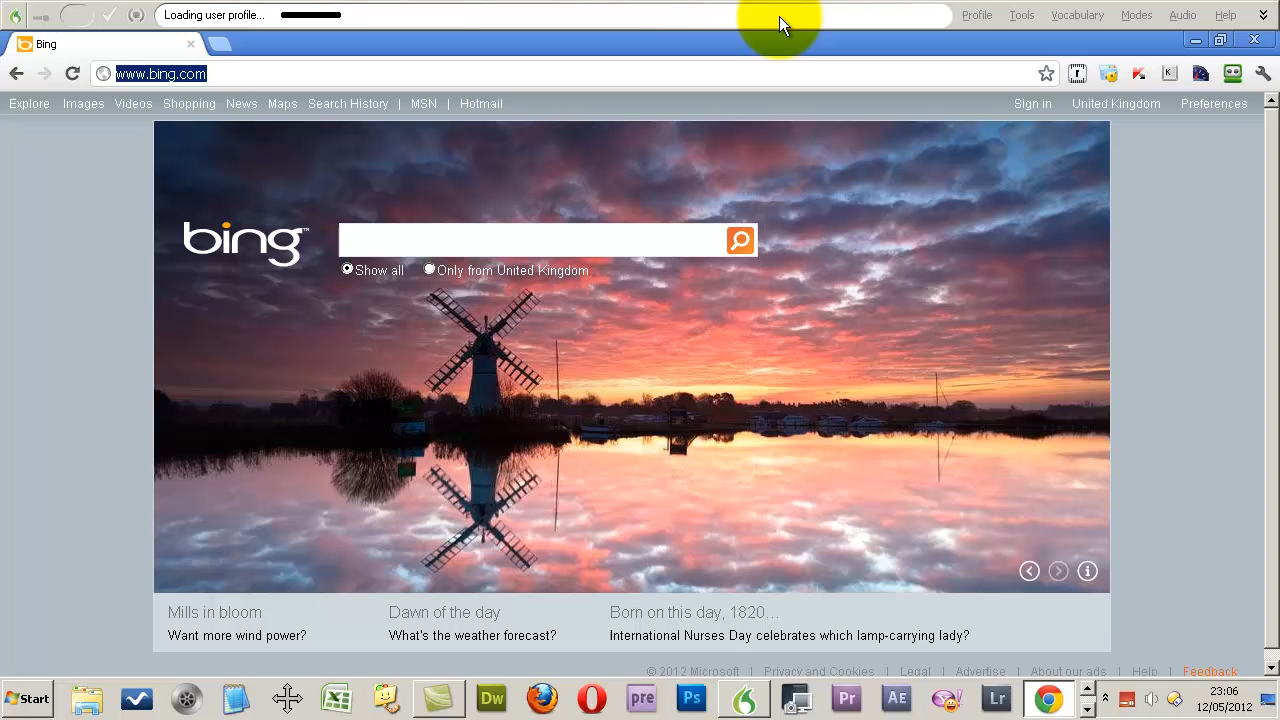 Loading user profile...
Profile Tools Vocabulary Modes Audio Help
Bing
www.bing.com
Explore Images Videos Shopping News Maps Search History | MSN | Hotmail
Sign in United Kingdom Preferences
bing™
Show all Only from United Kingdom
Mills in bloom
Want more wind power?
Dawn of the day
What's the weather forecast?
Born on this day, 1820...
International Nurses Day celebrates which lamp-carrying lady?
© 2012 Microsoft | Privacy and Cookies | Legal | Advertise | About our ads | Help | Feedback
Start Dw pre Ps Pr AE Lr
12/05/2012